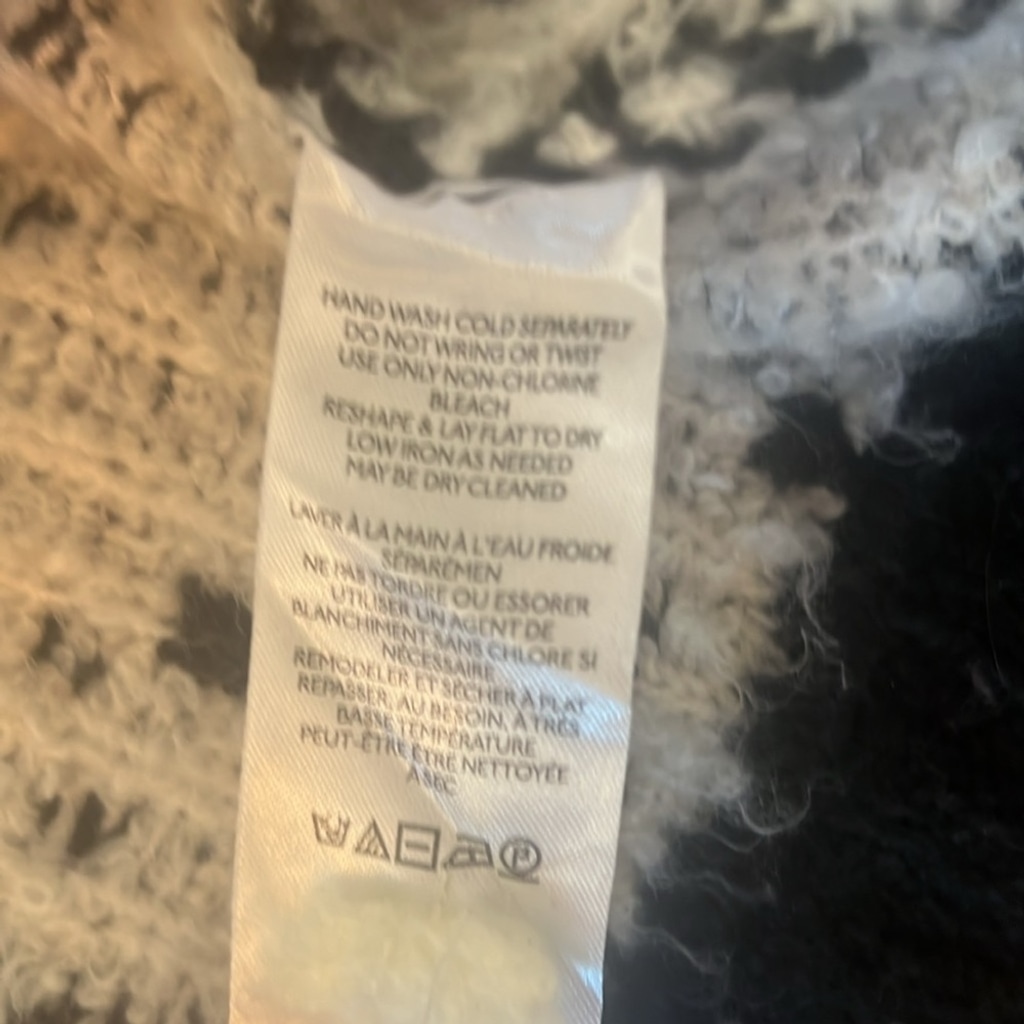 HAND WASH COLD SEPARATELY
DO NOT WRING OR TWIST
USE ONLY NON-CHLORINE
BLEACH
RESHAPE & LAY FLAT TO DRY
LOW IRON AS NEEDED
MAY BE DRY CLEANED
LAVER À LA MAIN À L'EAU FROIDE
SÉPARÉMEN
NE PAS TORDRE OU ESSORER
UTILISER UN AGENT DE
BLANCHIMENT SANS CHLORE SI
NÉCESSAIRE
REMODELER ET SÉCHER À PLAT
REPASSER, AU BESOIN, À TRÈS
BASSE TEMPÉRATURE
PEUT-ÊTRE ÊTRE NETTOYÉE
À SEC
P